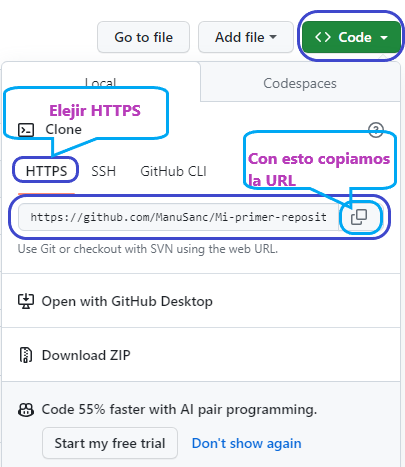 Go to file
Add file
<> Code
Local
Codespaces
Elejir HTTPS
Clone
?
Con esto copiamos
la URL
HTTPS
SSH
GitHub CLI
https://github.com/ManuSanc/Mi-primer-reposit
Use Git or checkout with SVN using the web URL.
Open with GitHub Desktop
Download ZIP
Code 55% faster with AI pair programming.
Start my free trial
Don't show again